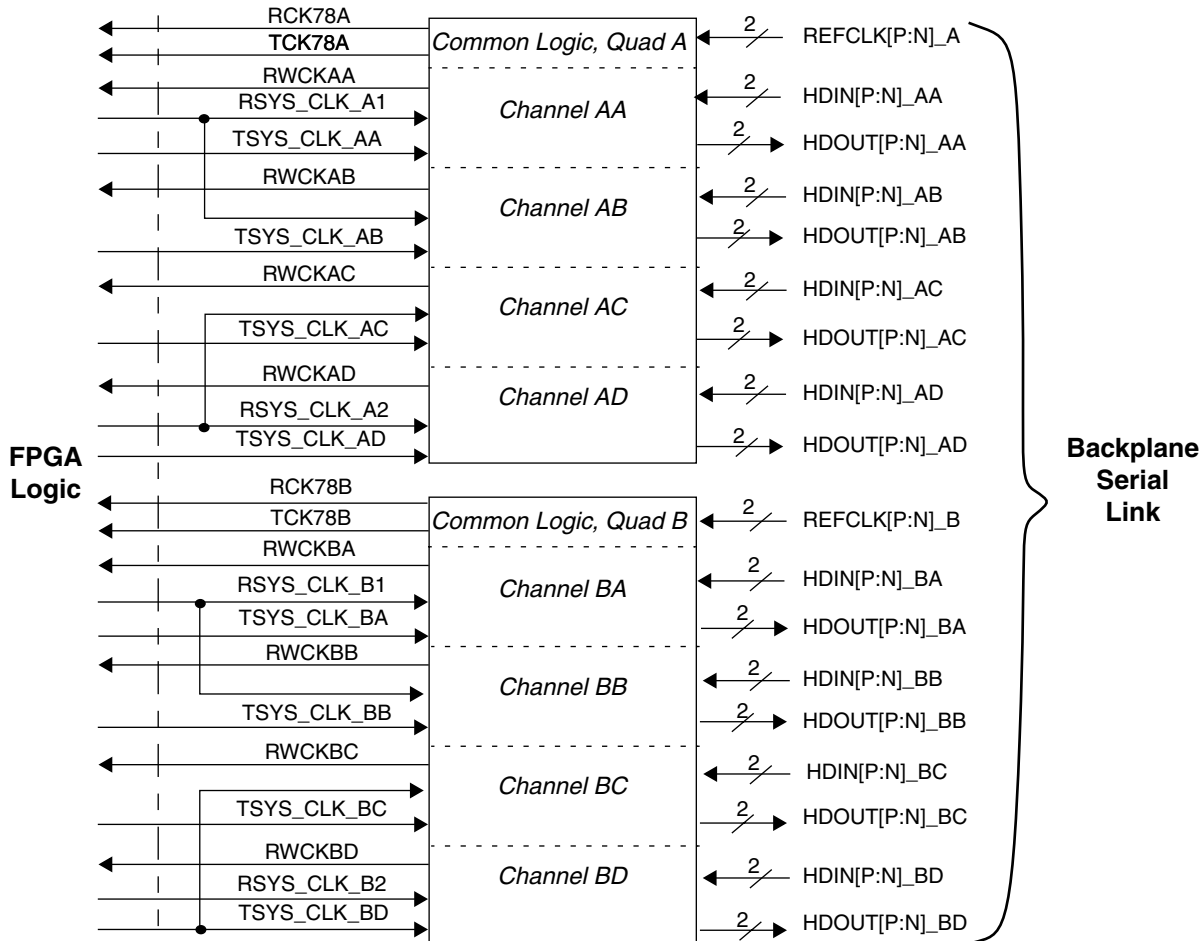 RCK78A
TCK78A
RWCKAA
RSYS_CLK_A1
TSYS_CLK_AA
RWCKAB
TSYS_CLK_AB
RWCKAC
TSYS_CLK_AC
RWCKAD
RSYS_CLK_A2
TSYS_CLK_AD
Common Logic, Quad A
Channel AA
Channel AB
Channel AC
Channel AD
2 REFCLK[P:N]_A
2 HDIN[P:N]_AA
2 HDOUT[P:N]_AA
2 HDIN[P:N]_AB
2 HDOUT[P:N]_AB
2 HDIN[P:N]_AC
2 HDOUT[P:N]_AC
2 HDIN[P:N]_AD
2 HDOUT[P:N]_AD
FPGA
Logic
Backplane
Serial
Link
RCK78B
TCK78B
RWCKBA
RSYS_CLK_B1
TSYS_CLK_BA
RWCKBB
TSYS_CLK_BB
RWCKBC
TSYS_CLK_BC
RWCKBD
RSYS_CLK_B2
TSYS_CLK_BD
Common Logic, Quad B
Channel BA
Channel BB
Channel BC
Channel BD
2 REFCLK[P:N]_B
2 HDIN[P:N]_BA
2 HDOUT[P:N]_BA
2 HDIN[P:N]_BB
2 HDOUT[P:N]_BB
2 HDIN[P:N]_BC
2 HDOUT[P:N]_BC
2 HDIN[P:N]_BD
2 HDOUT[P:N]_BD